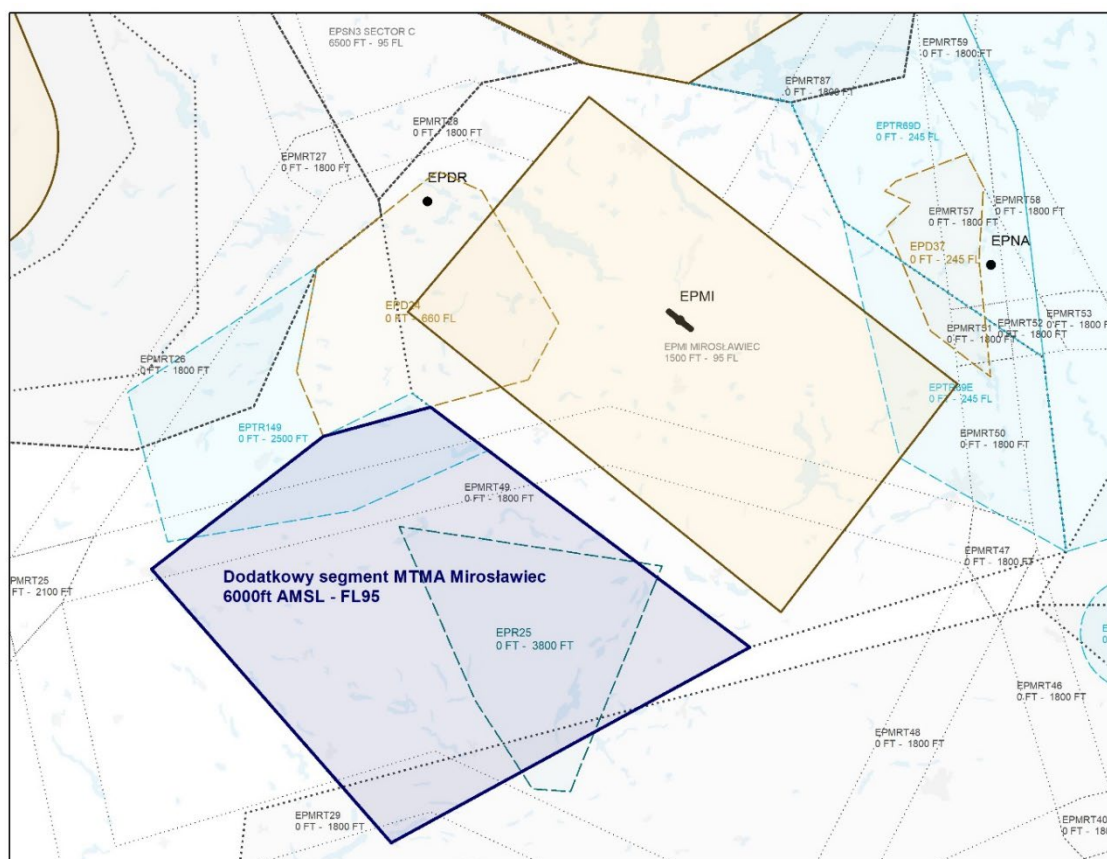 EPSN3 SECTOR C
6500 FT - 95 FL
EPMRT59
0 FT - 1800 FT
EPMRT87
0 FT - 1800 FT
EPMRT28
0 FT - 1800 FT
EPTR69D
0 FT - 245 FL
EPMRT27
0 FT - 1800 FT
EPDR
EPMRT58
0 FT - 1800 FT
EPMRT57
0 FT - 1800 FT
EPNA
EPD37
0 FT - 245 FL
EPMI
EPD24
0 FT - 660 FL
EPMRT53
0 FT - 1800 FT
EPMRT52
0 FT - 1800 FT
EPMRT51
0 FT - 1800 FT
EPMI MIROSŁAWIEC
1500 FT - 95 FL
EPMRT26
0 FT - 1800 FT
EPTR69E
0 FT - 245 FL
EPTR149
0 FT - 2500 FT
EPMRT50
0 FT - 1800 FT
EPMRT49
0 FT - 1800 FT
EPMRT47
0 FT - 1800 FT
PMRT25
0 FT - 2100 FT
Dodatkowy segment MTMA Mirosławiec
6000ft AMSL - FL95
EPR25
0 FT - 3800 FT
EPMRT46
0 FT - 1800 FT
EPMRT48
0 FT - 1800 FT
EPMRT29
0 FT - 1800 FT
EPMRT40
0 FT - 180